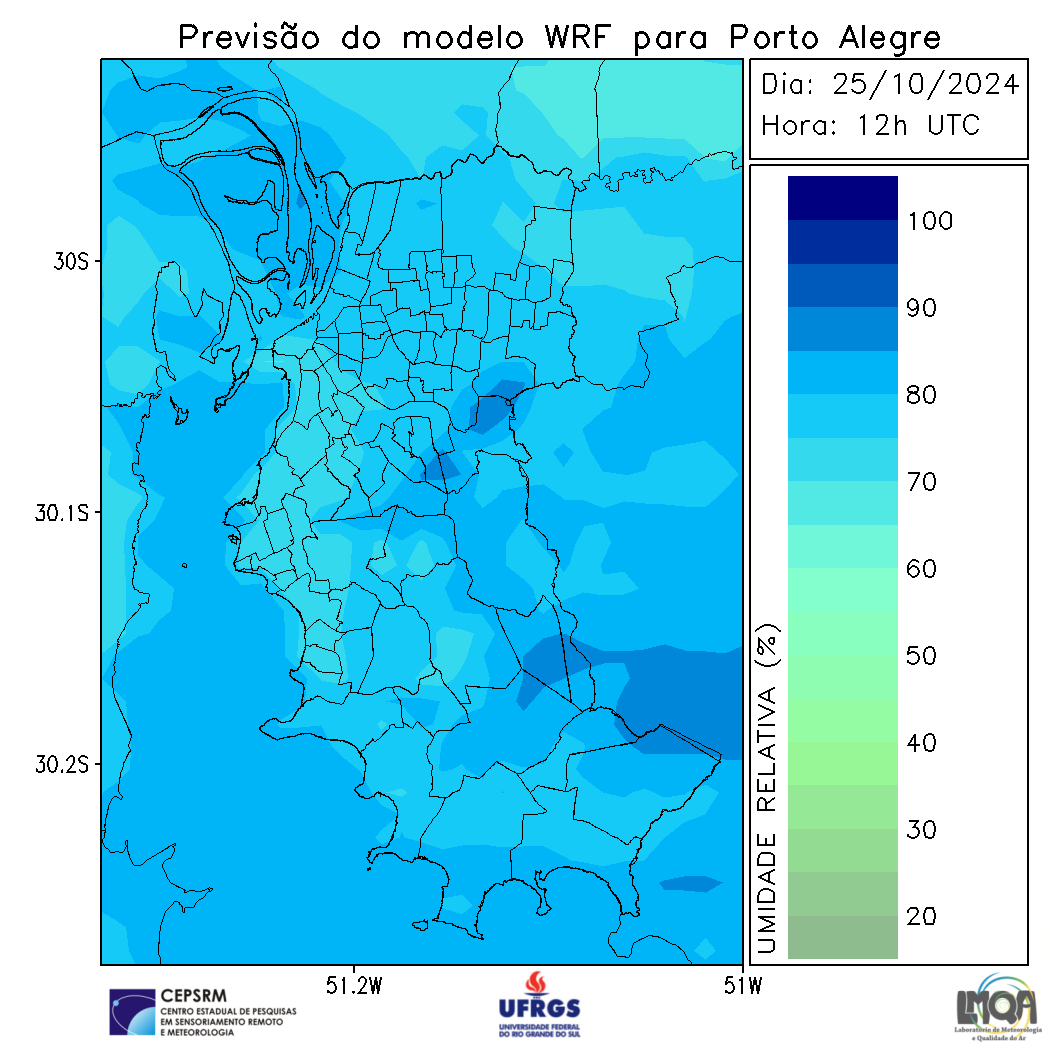 Previsão do modelo WRF para Porto Alegre
Dia: 25/10/2024
Hora: 12h UTC
100
90
80
70
60
50
40
30
20
UMIDADE RELATIVA (%)
30S
30.1S
30.2S
51.2W
51W
CEPSRM
CENTRO ESTADUAL DE PESQUISAS
EM SENSORIAMENTO REMOTO
E METEOROLOGIA
UFRGS
UNIVERSIDADE FEDERAL
DO RIO GRANDE DO SUL
LMQA
Laboratório de Meteorologia
e Qualidade do Ar